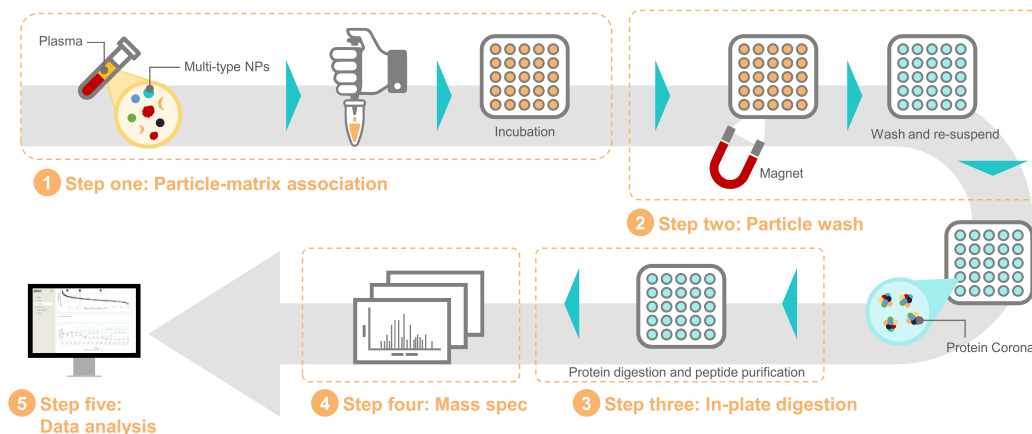 Plasma
Multi-type NPs
Incubation
1 Step one: Particle-matrix association
Magnet
Wash and re-suspend
2 Step two: Particle wash
Protein Corona
Protein digestion and peptide purification
3 Step three: In-plate digestion
4 Step four: Mass spec
5 Step five:
Data analysis